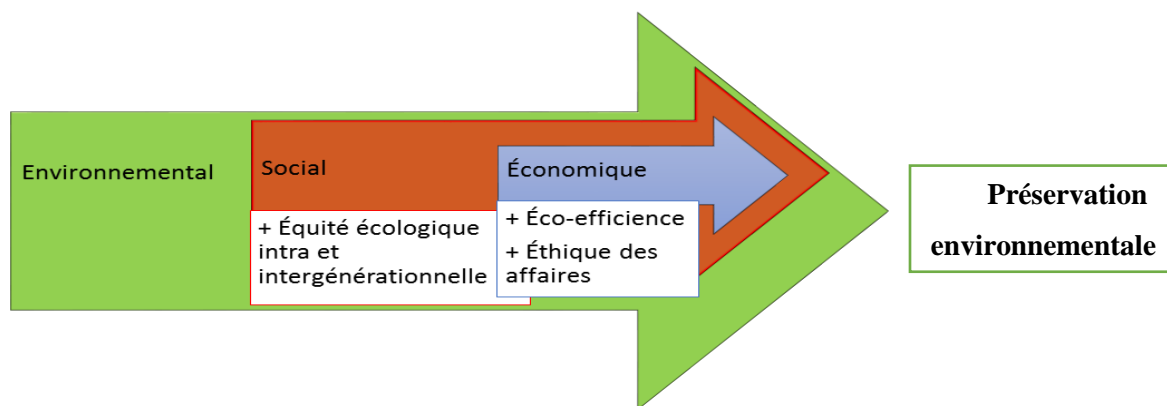 Environnemental
Social
+ Équité écologique
intra et
intergénérationnelle
Économique
+ Éco-efficience
+ Éthique des
affaires
Préservation
environnementale